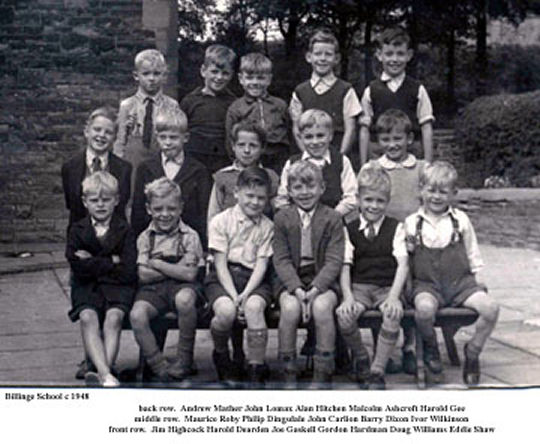 Billinge School c 1948
back row. Andrew Mather John Lomax Alan Hitchen Malcolm Ashcroft Harold Gee
middle row. Maurice Roby Philip Dingsdale John Carlton Barry Dixon Ivor Wilkinson
front row. Jim Highcock Harold Dearden Joe Gaskell Gordon Hardman Doug Williams Eddie Shaw